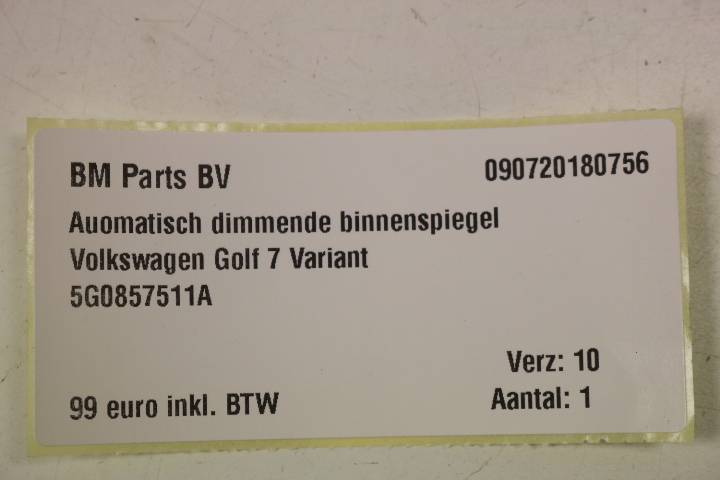 BM Parts BV 090720180756
Auomatisch dimmende binnenspiegel
Volkswagen Golf 7 Variant
5G0857511A
Verz: 10
99 euro inkl. BTW Aantal: 1